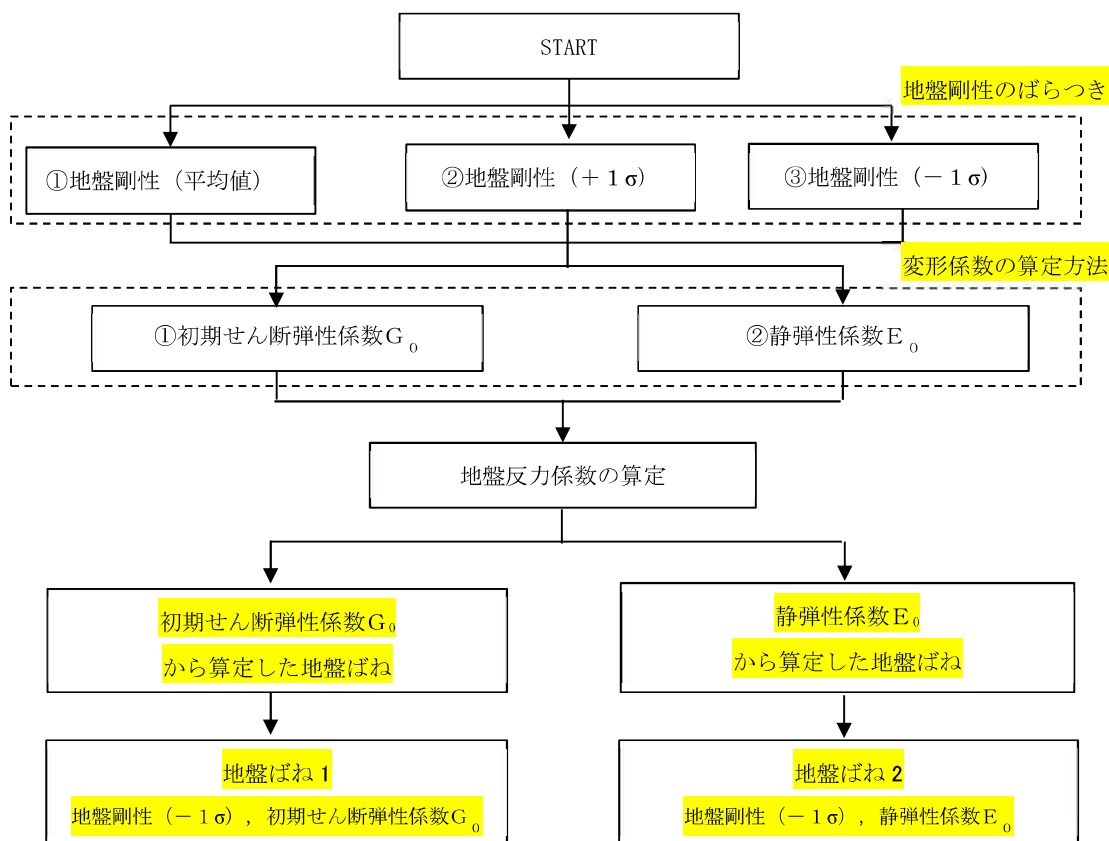 START
地盤剛性のばらつき
①地盤剛性（平均値）
②地盤剛性（＋１σ）
③地盤剛性（－１σ）
変形係数の算定方法
①初期せん断弾性係数Ｇ₀
②静弾性係数Ｅ₀
地盤反力係数の算定
初期せん断弾性係数Ｇ₀
から算定した地盤ばね
静弾性係数Ｅ₀
から算定した地盤ばね
地盤ばね 1
地盤剛性（－１σ）, 初期せん断弾性係数Ｇ₀
地盤ばね 2
地盤剛性（－１σ）, 静弾性係数Ｅ₀